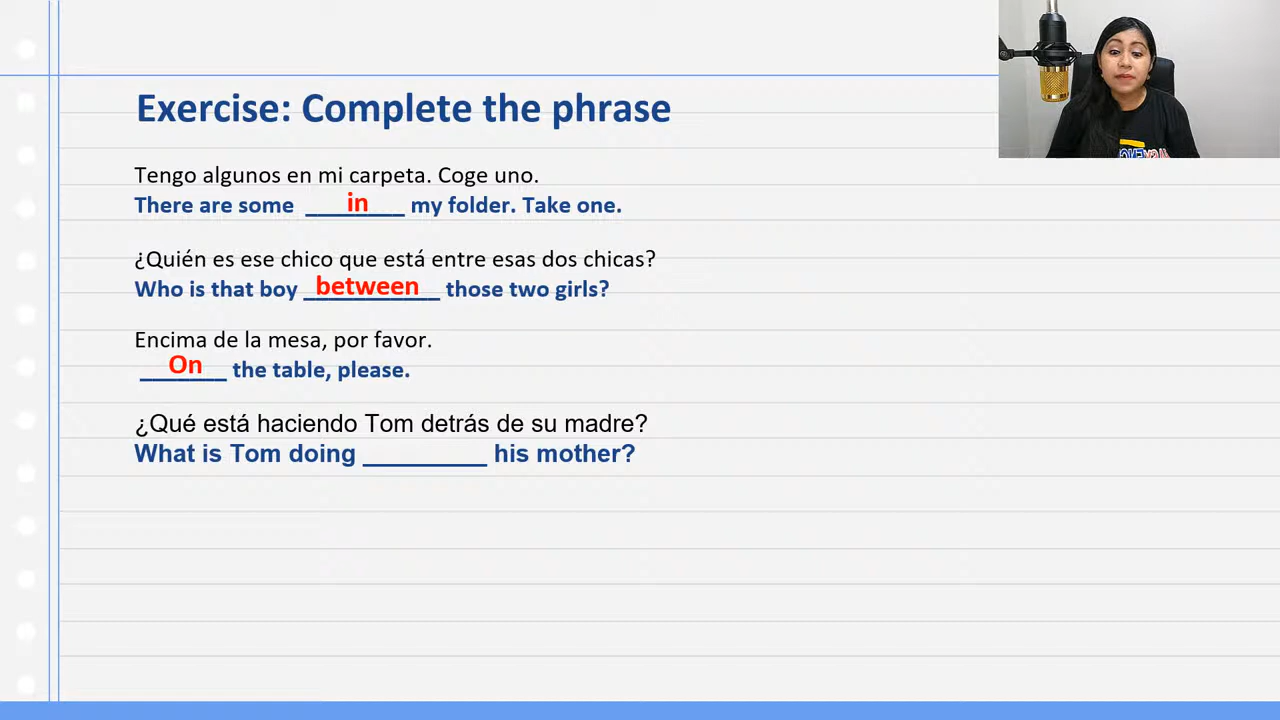 Exercise: Complete the phrase
Tengo algunos en mi carpeta. Coge uno.
There are some ________ in my folder. Take one.
¿Quién es ese chico que está entre esas dos chicas?
Who is that boy between those two girls?
Encima de la mesa, por favor.
On the table, please.
¿Qué está haciendo Tom detrás de su madre?
What is Tom doing _________ his mother?